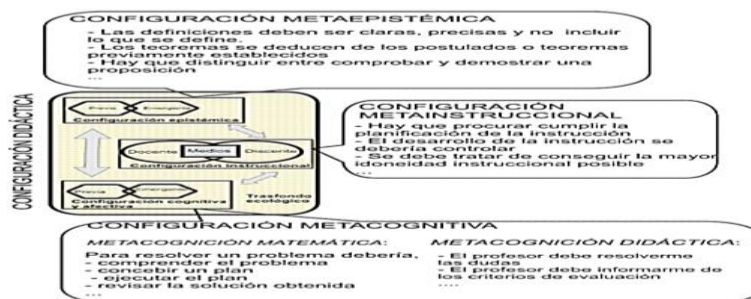 CONFIGURACIÓN METAEPISTÉMICA
- Las definiciones deben ser claras, precisas y no incluir
lo que se define.
- Los teoremas se deducen de los postulados o teoremas
previamente establecidos
- Hay que distinguir entre comprobar y demostrar una
proposición
...
CONFIGURACIÓN DIDÁCTICA
Previa Emergente
Configuración epistémica
Docente Medios Discente
Configuración instruccional
Previa Emergente
Configuración cognitiva
y afectiva
Trasfondo
ecológico
CONFIGURACIÓN
METAINSTRUCCIONAL
- Hay que procurar cumplir la
planificación de la instrucción
- El desarrollo de la instrucción se
debería controlar
- Se debe tratar de conseguir la mayor
idoneidad instruccional posible
...
CONFIGURACIÓN METACOGNITIVA
METACOGNICIÓN MATEMÁTICA:
Para resolver un problema debería,
- comprender el problema
- concebir un plan
- ejecutar el plan
- revisar la solución obtenida
...
METACOGNICIÓN DIDÁCTICA:
- El profesor debe resolverme
las dudas
- El profesor debe informarme de
los criterios de evaluación
....